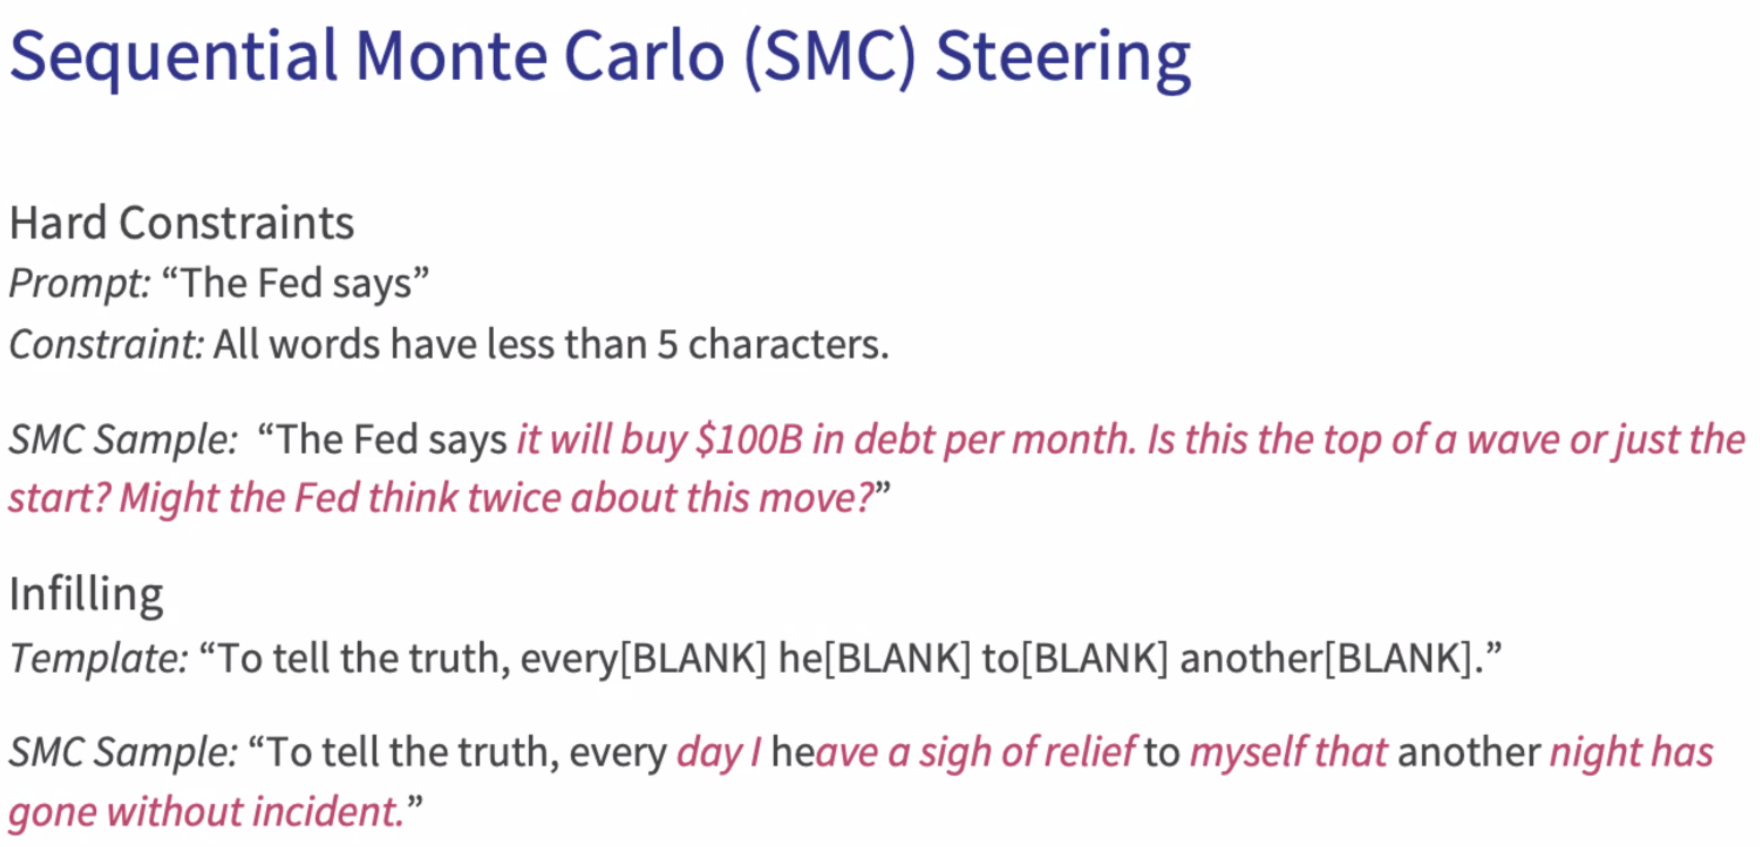 Sequential Monte Carlo (SMC) Steering
Hard Constraints
Prompt: “The Fed says”
Constraint: All words have less than 5 characters.
SMC Sample: “The Fed says it will buy $100B in debt per month. Is this the top of a wave or just the
start? Might the Fed think twice about this move?”
Infilling
Template: “To tell the truth, every[BLANK] he[BLANK] to[BLANK] another[BLANK].”
SMC Sample: “To tell the truth, every day I heave a sigh of relief to myself that another night has
gone without incident.”